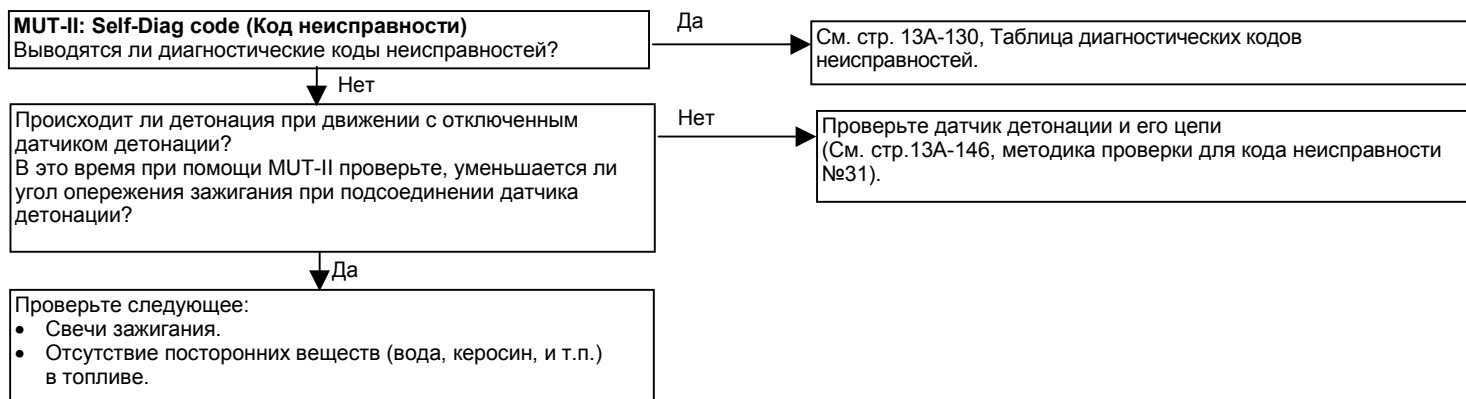 MUT-II: Self-Diag code (Код неисправности)
Выводятся ли диагностические коды неисправностей?
Да
См. стр. 13A-130, Таблица диагностических кодов
неисправностей.
Нет
Происходит ли детонация при движении с отключенным
датчиком детонации?
В это время при помощи MUT-II проверьте, уменьшается ли
угол опережения зажигания при подсоединении датчика
детонации?
Нет
Проверьте датчик детонации и его цепи
(См. стр.13A-146, методика проверки для кода неисправности
№31).
Да
Проверьте следующее:
• Свечи зажигания.
• Отсутствие посторонних веществ (вода, керосин, и т.п.)
в топливе.